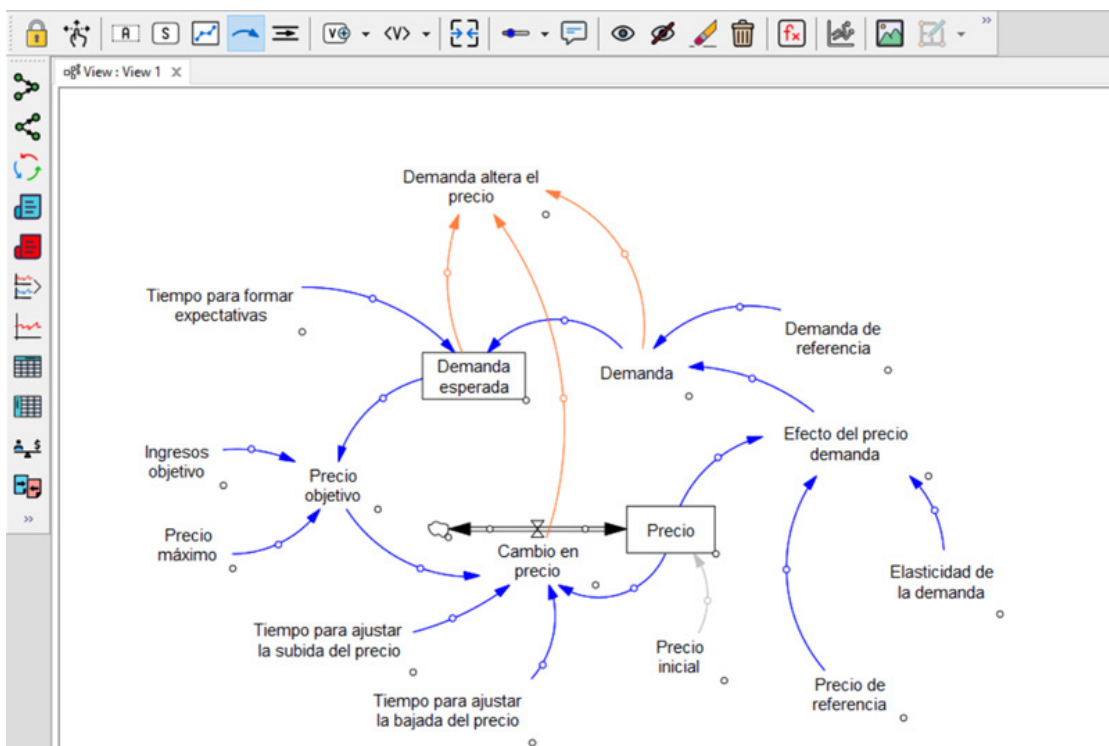 A
S
V
<V>
fx
View : View 1 X
Demanda altera el
precio
Tiempo para formar
expectativas
Demanda de
referencia
Demanda
esperada
Demanda
Efecto del precio
demanda
Ingresos
objetivo
Precio
objetivo
Precio
máximo
Precio
Cambio en
precio
Elasticidad de
la demanda
Tiempo para ajustar
la subida del precio
Precio
inicial
Tiempo para ajustar
la bajada del precio
Precio de
referencia